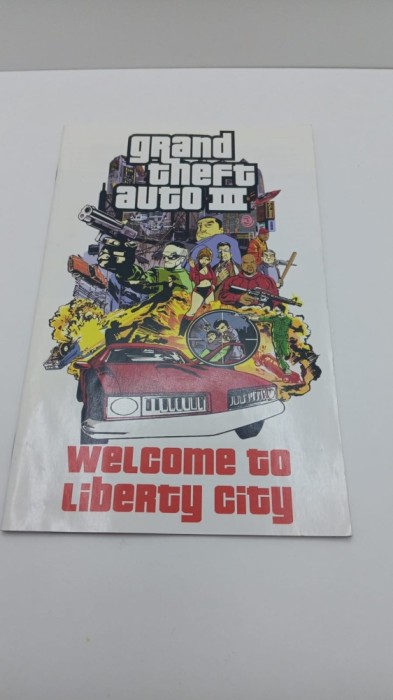 grand
theft
auto III
WELCOME TO
LIBERTY CITY